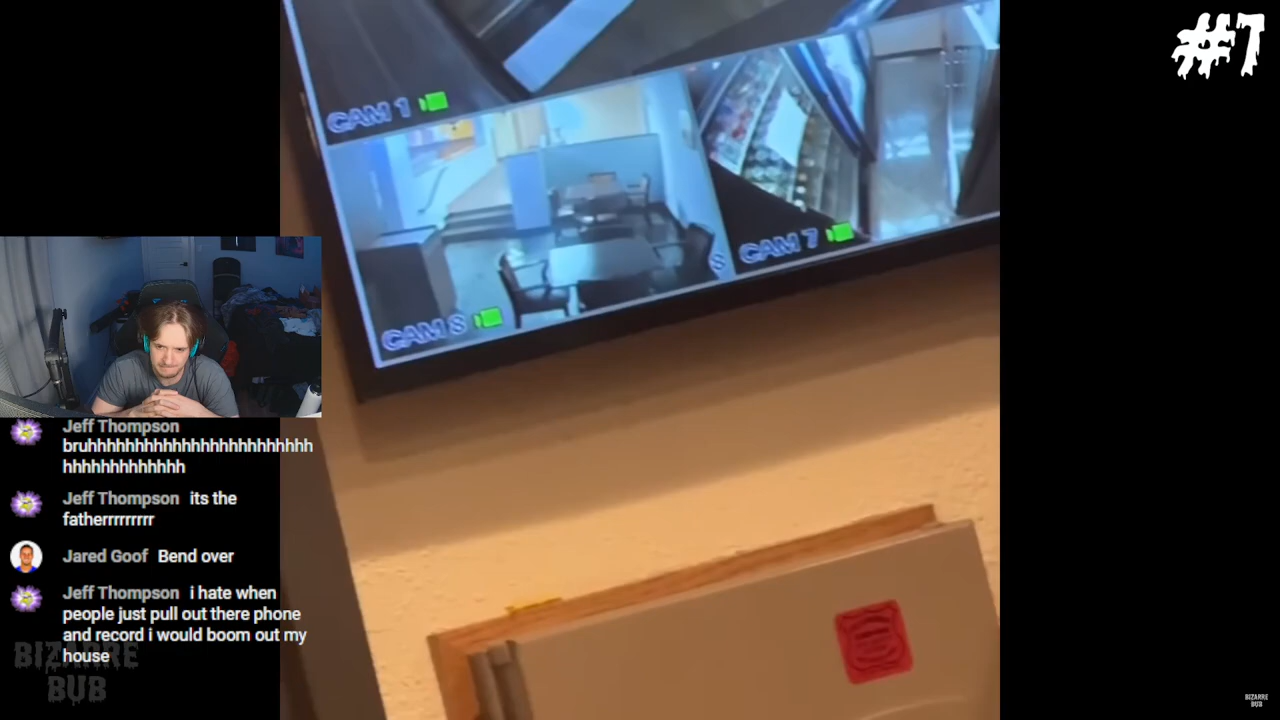 #7
CAM 1
CAM 7
CAM 8
Jeff Thompson
bruhhhhhhhhhhhhhhhhhhhhhhhh
hhhhhhhhhhhhh
Jeff Thompson its the
fatherrrrrrrrr
Jared Goof Bend over
Jeff Thompson i hate when
people just pull out there phone
and record i would boom out my
house
BIZARRE
BUB
BIZARRE
BUB